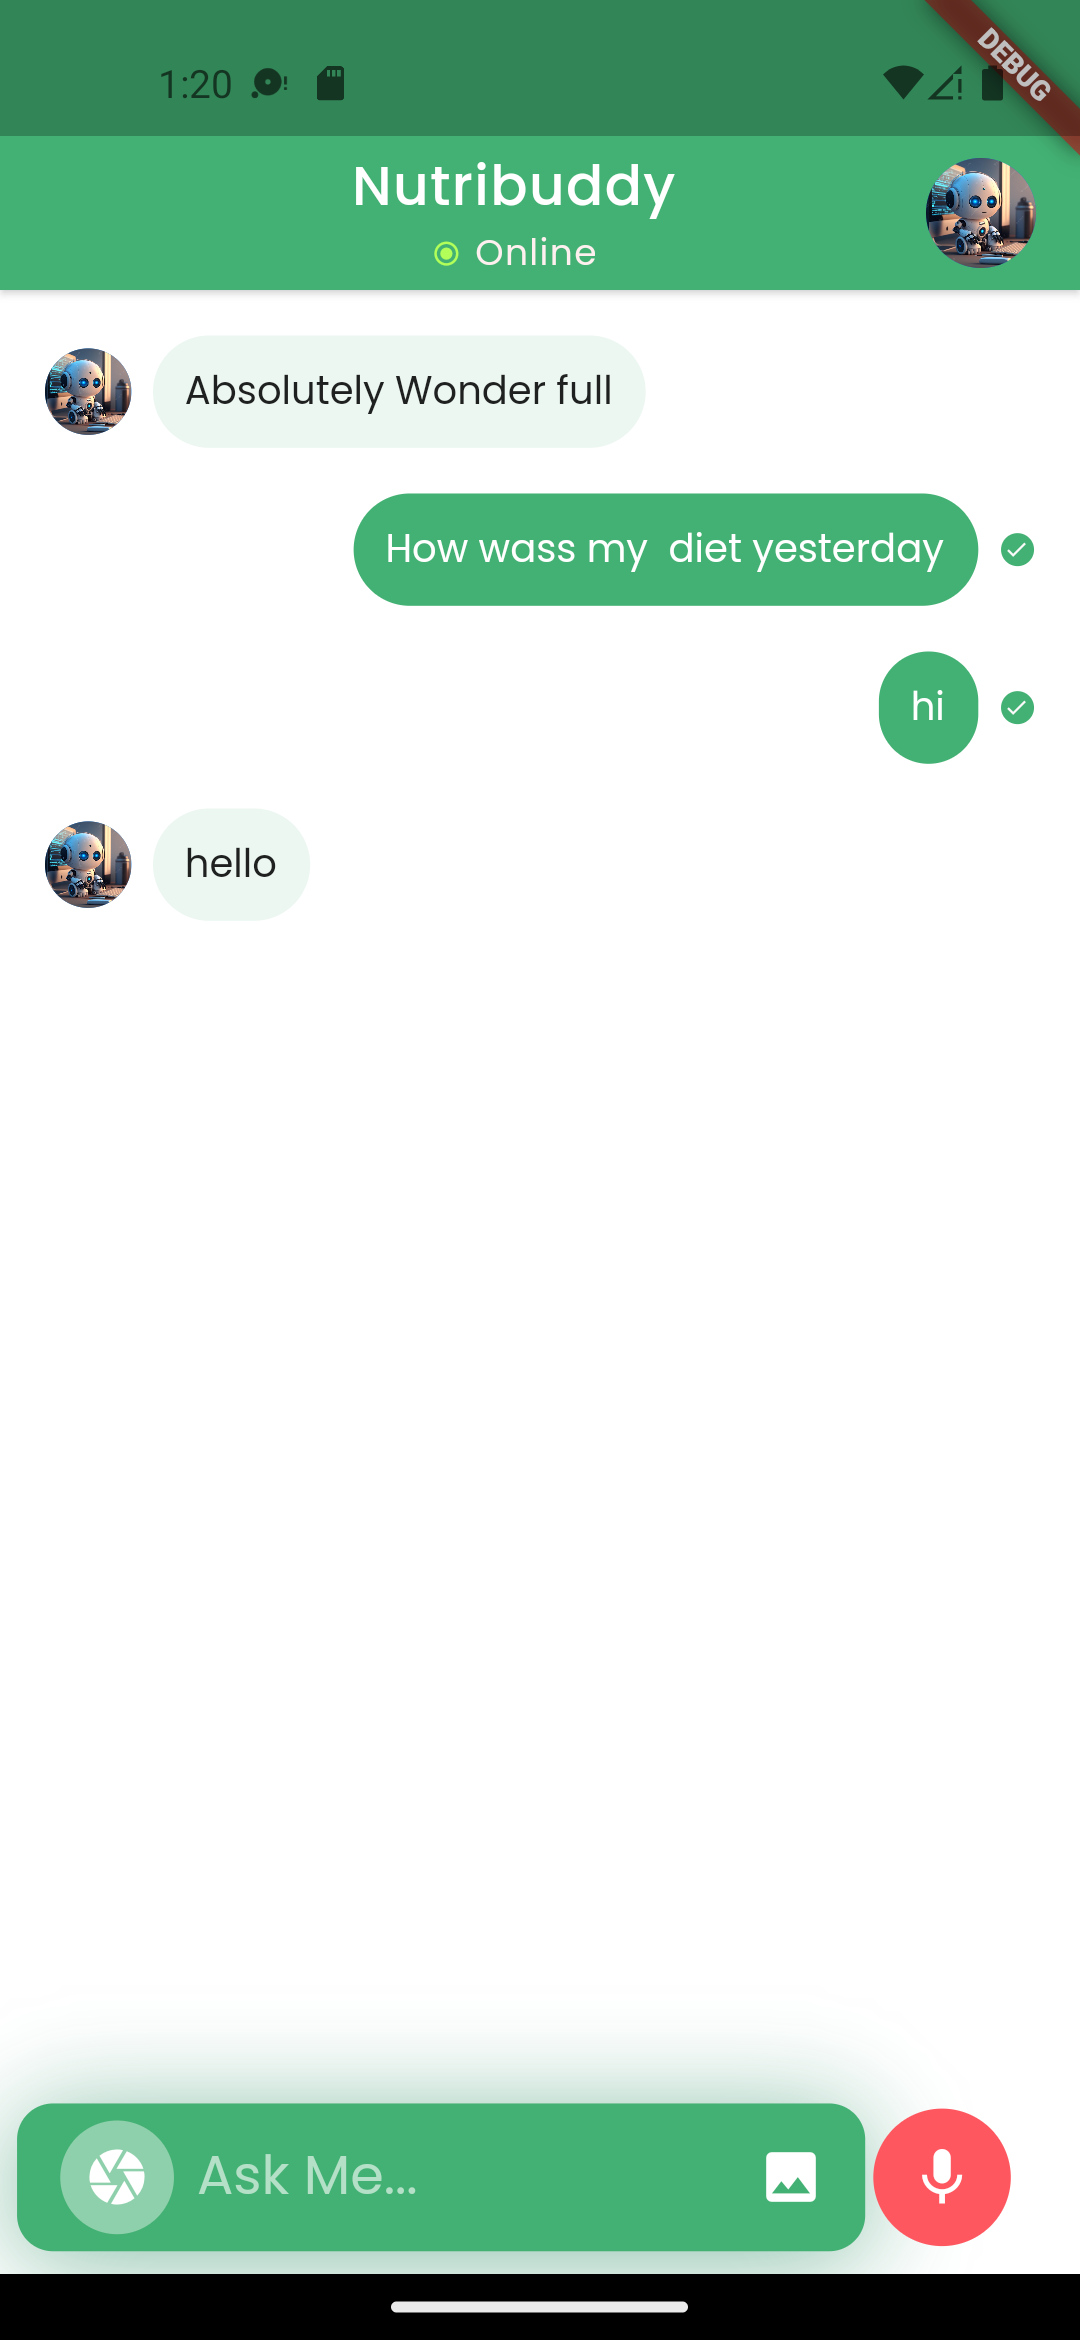 1:20
DEBUG
Nutribuddy
Online
Absolutely Wonder full
How wass my  diet yesterday
hi
hello
Ask Me...